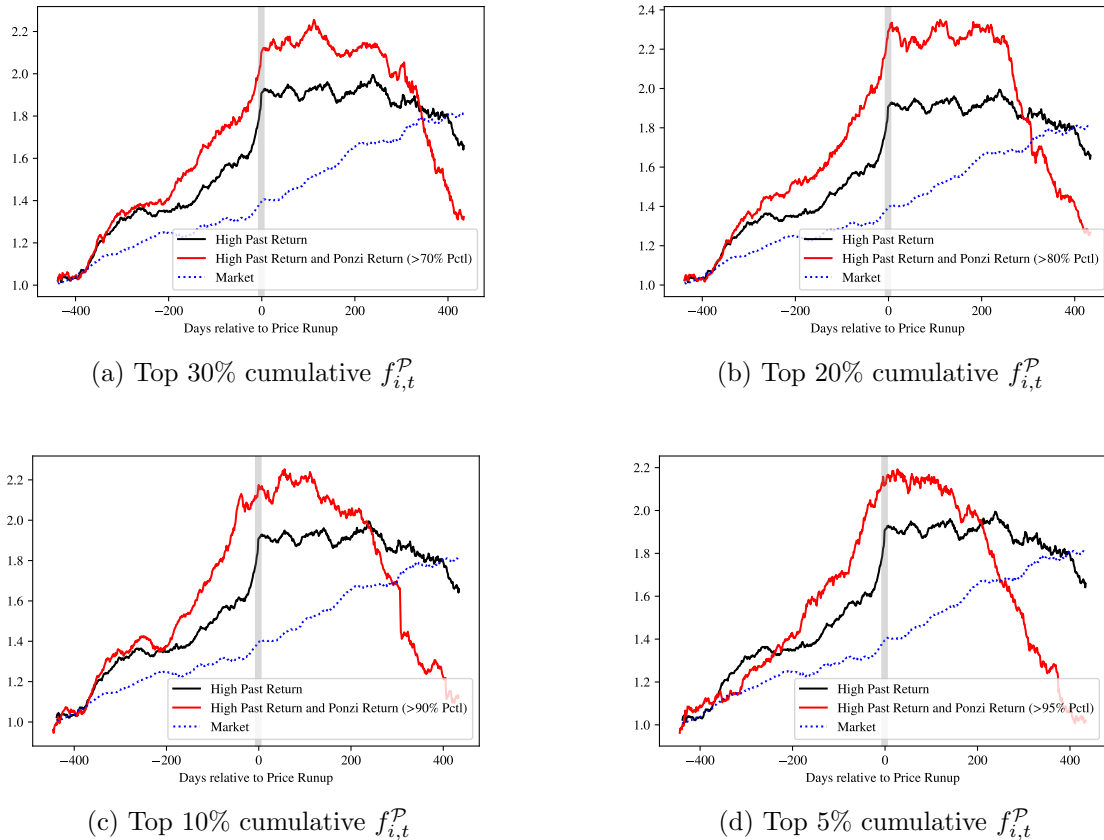 2.2
2.0
1.8
1.6
1.4
1.2
1.0
High Past Return
High Past Return and Ponzi Return (>70% Pctl)
Market
−400 −200 0 200 400
Days relative to Price Runup
(a) Top 30% cumulative $f_{i,t}^{\mathcal{P}}$
2.4
2.2
2.0
1.8
1.6
1.4
1.2
1.0
High Past Return
High Past Return and Ponzi Return (>80% Pctl)
Market
−400 −200 0 200 400
Days relative to Price Runup
(b) Top 20% cumulative $f_{i,t}^{\mathcal{P}}$
2.2
2.0
1.8
1.6
1.4
1.2
1.0
High Past Return
High Past Return and Ponzi Return (>90% Pctl)
Market
−400 −200 0 200 400
Days relative to Price Runup
(c) Top 10% cumulative $f_{i,t}^{\mathcal{P}}$
2.2
2.0
1.8
1.6
1.4
1.2
1.0
High Past Return
High Past Return and Ponzi Return (>95% Pctl)
Market
−400 −200 0 200 400
Days relative to Price Runup
(d) Top 5% cumulative $f_{i,t}^{\mathcal{P}}$